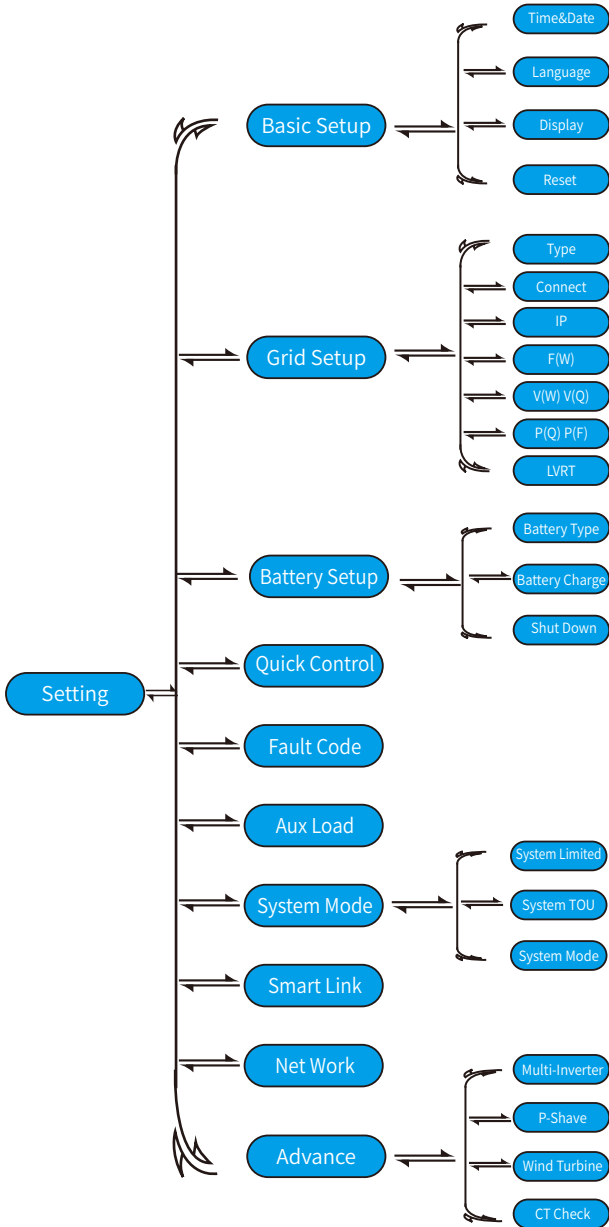 Setting
Basic Setup
Time&Date
Language
Display
Reset
Grid Setup
Type
Connect
IP
F(W)
V(W) V(Q)
P(Q) P(F)
LVRT
Battery Setup
Battery Type
Battery Charge
Shut Down
Quick Control
Fault Code
Aux Load
System Mode
System Limited
System TOU
System Mode
Smart Link
Net Work
Advance
Multi-Inverter
P-Shave
Wind Turbine
CT Check